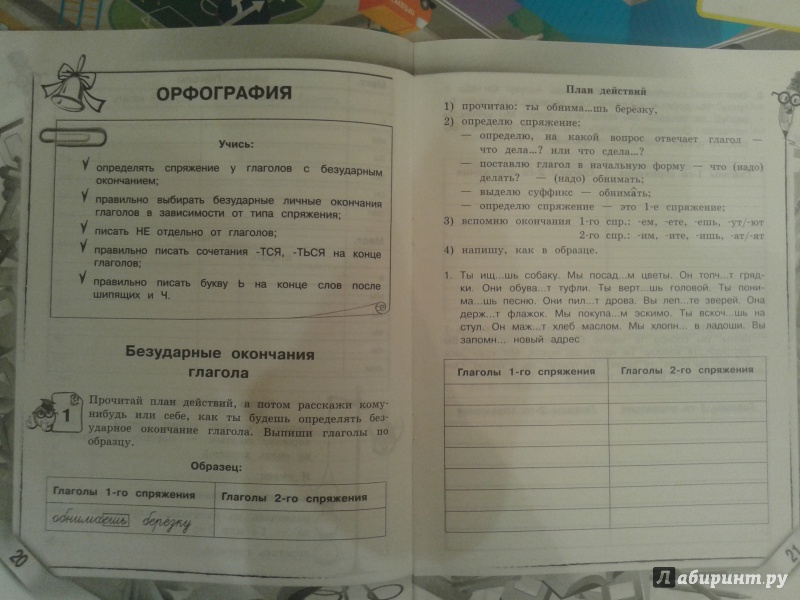 ОРФОГРАФИЯ
Учись:
определять спряжение у глаголов с безударным
окончанием;
правильно выбирать безударные личные окончания
глаголов в зависимости от типа спряжения;
писать НЕ отдельно от глаголов;
правильно писать сочетания -ТСЯ, -ТЬСЯ на конце
глаголов;
правильно писать букву Ь на конце слов после
шипящих и Ч.
Безударные окончания
глагола
1
Прочитай план действий, а потом расскажи кому-
нибудь или себе, как ты будешь определять без-
ударное окончание глагола. Выпиши глаголы по
образцу.
Образец:
Глаголы 1-го спряжения Глаголы 2-го спряжения
обнимаешь берёзку
20
План действий
1) прочитаю: ты обнима...шь берёзку,
2) определю спряжение:
— определю, на какой вопрос отвечает глагол —
что дела...? или что сдела...?
— поставлю глагол в начальную форму — что (надо)
делать? — (надо) обнимать;
— выделю суффикс — обнимать;
— определю спряжение — это 1-е спряжение;
3) вспомню окончания 1-го спр.: -ем, -ете, -ешь, -ут/-ют
2-го спр.: -им, -ите, -ишь, -ат/-ят
4) напишу, как в образце.
1. Ты ищ...шь собаку. Мы посад...м цветы. Он топч...т гряд-
ки. Они обува...т туфли. Ты верт...шь головой. Ты пони-
ма...шь песню. Они пил...т дрова. Вы леп...те зверей. Она
держ...т флажок. Мы покупа...м эскимо. Ты вскоч...шь на
стул. Он маж...т хлеб маслом. Мы хлопн... в ладоши. Вы
запомн... новый адрес
Глаголы 1-го спряжения Глаголы 2-го спряжения
21
Лабиринт.ру